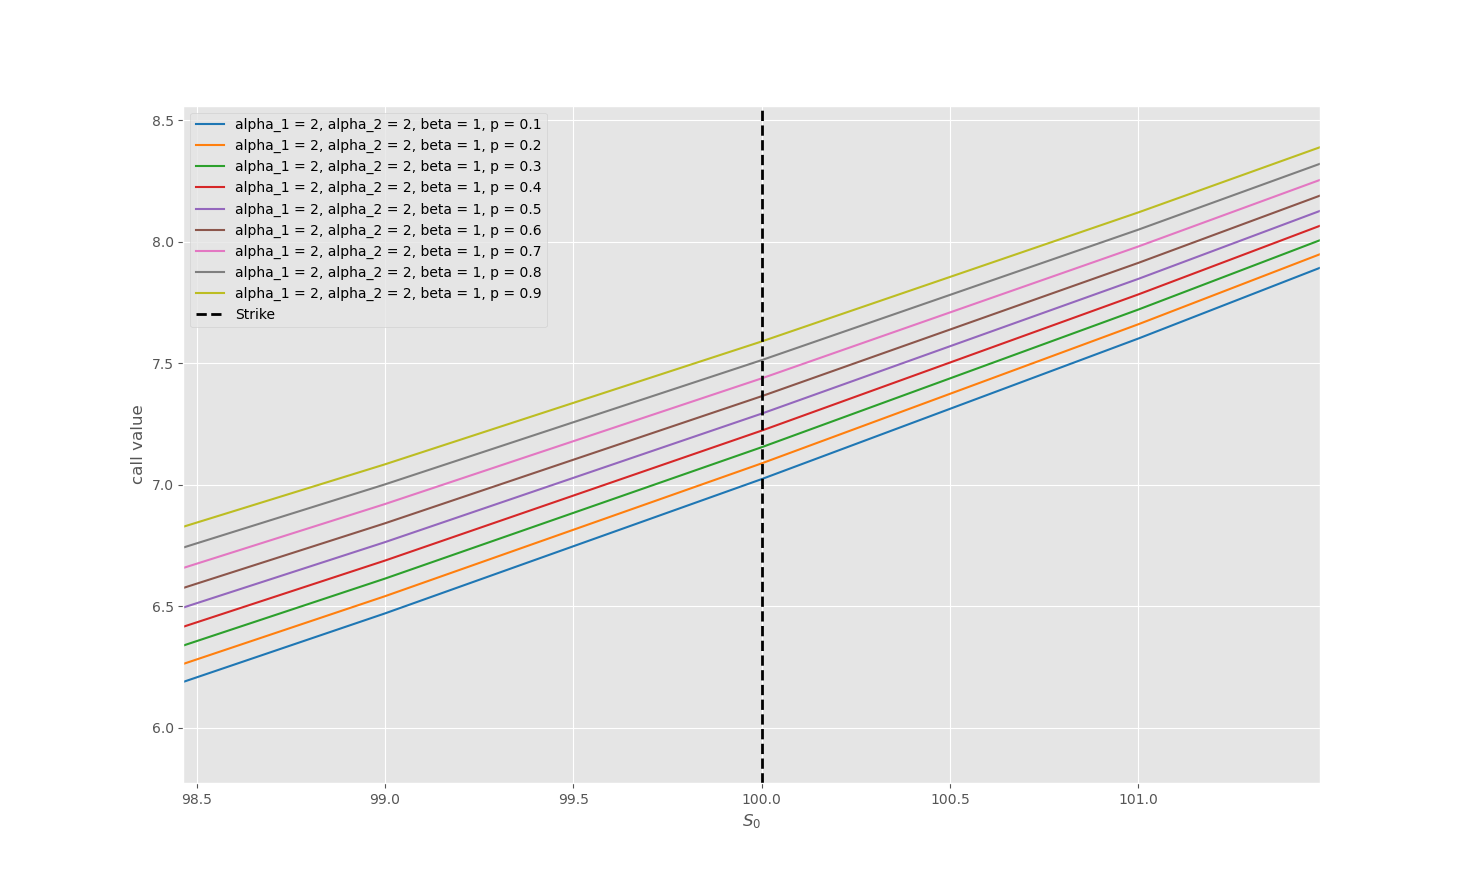 8.5
8.0
7.5
7.0
6.5
6.0
call value
alpha_1 = 2, alpha_2 = 2, beta = 1, p = 0.1
alpha_1 = 2, alpha_2 = 2, beta = 1, p = 0.2
alpha_1 = 2, alpha_2 = 2, beta = 1, p = 0.3
alpha_1 = 2, alpha_2 = 2, beta = 1, p = 0.4
alpha_1 = 2, alpha_2 = 2, beta = 1, p = 0.5
alpha_1 = 2, alpha_2 = 2, beta = 1, p = 0.6
alpha_1 = 2, alpha_2 = 2, beta = 1, p = 0.7
alpha_1 = 2, alpha_2 = 2, beta = 1, p = 0.8
alpha_1 = 2, alpha_2 = 2, beta = 1, p = 0.9
Strike
98.5 99.0 99.5 100.0 100.5 101.0
S_0